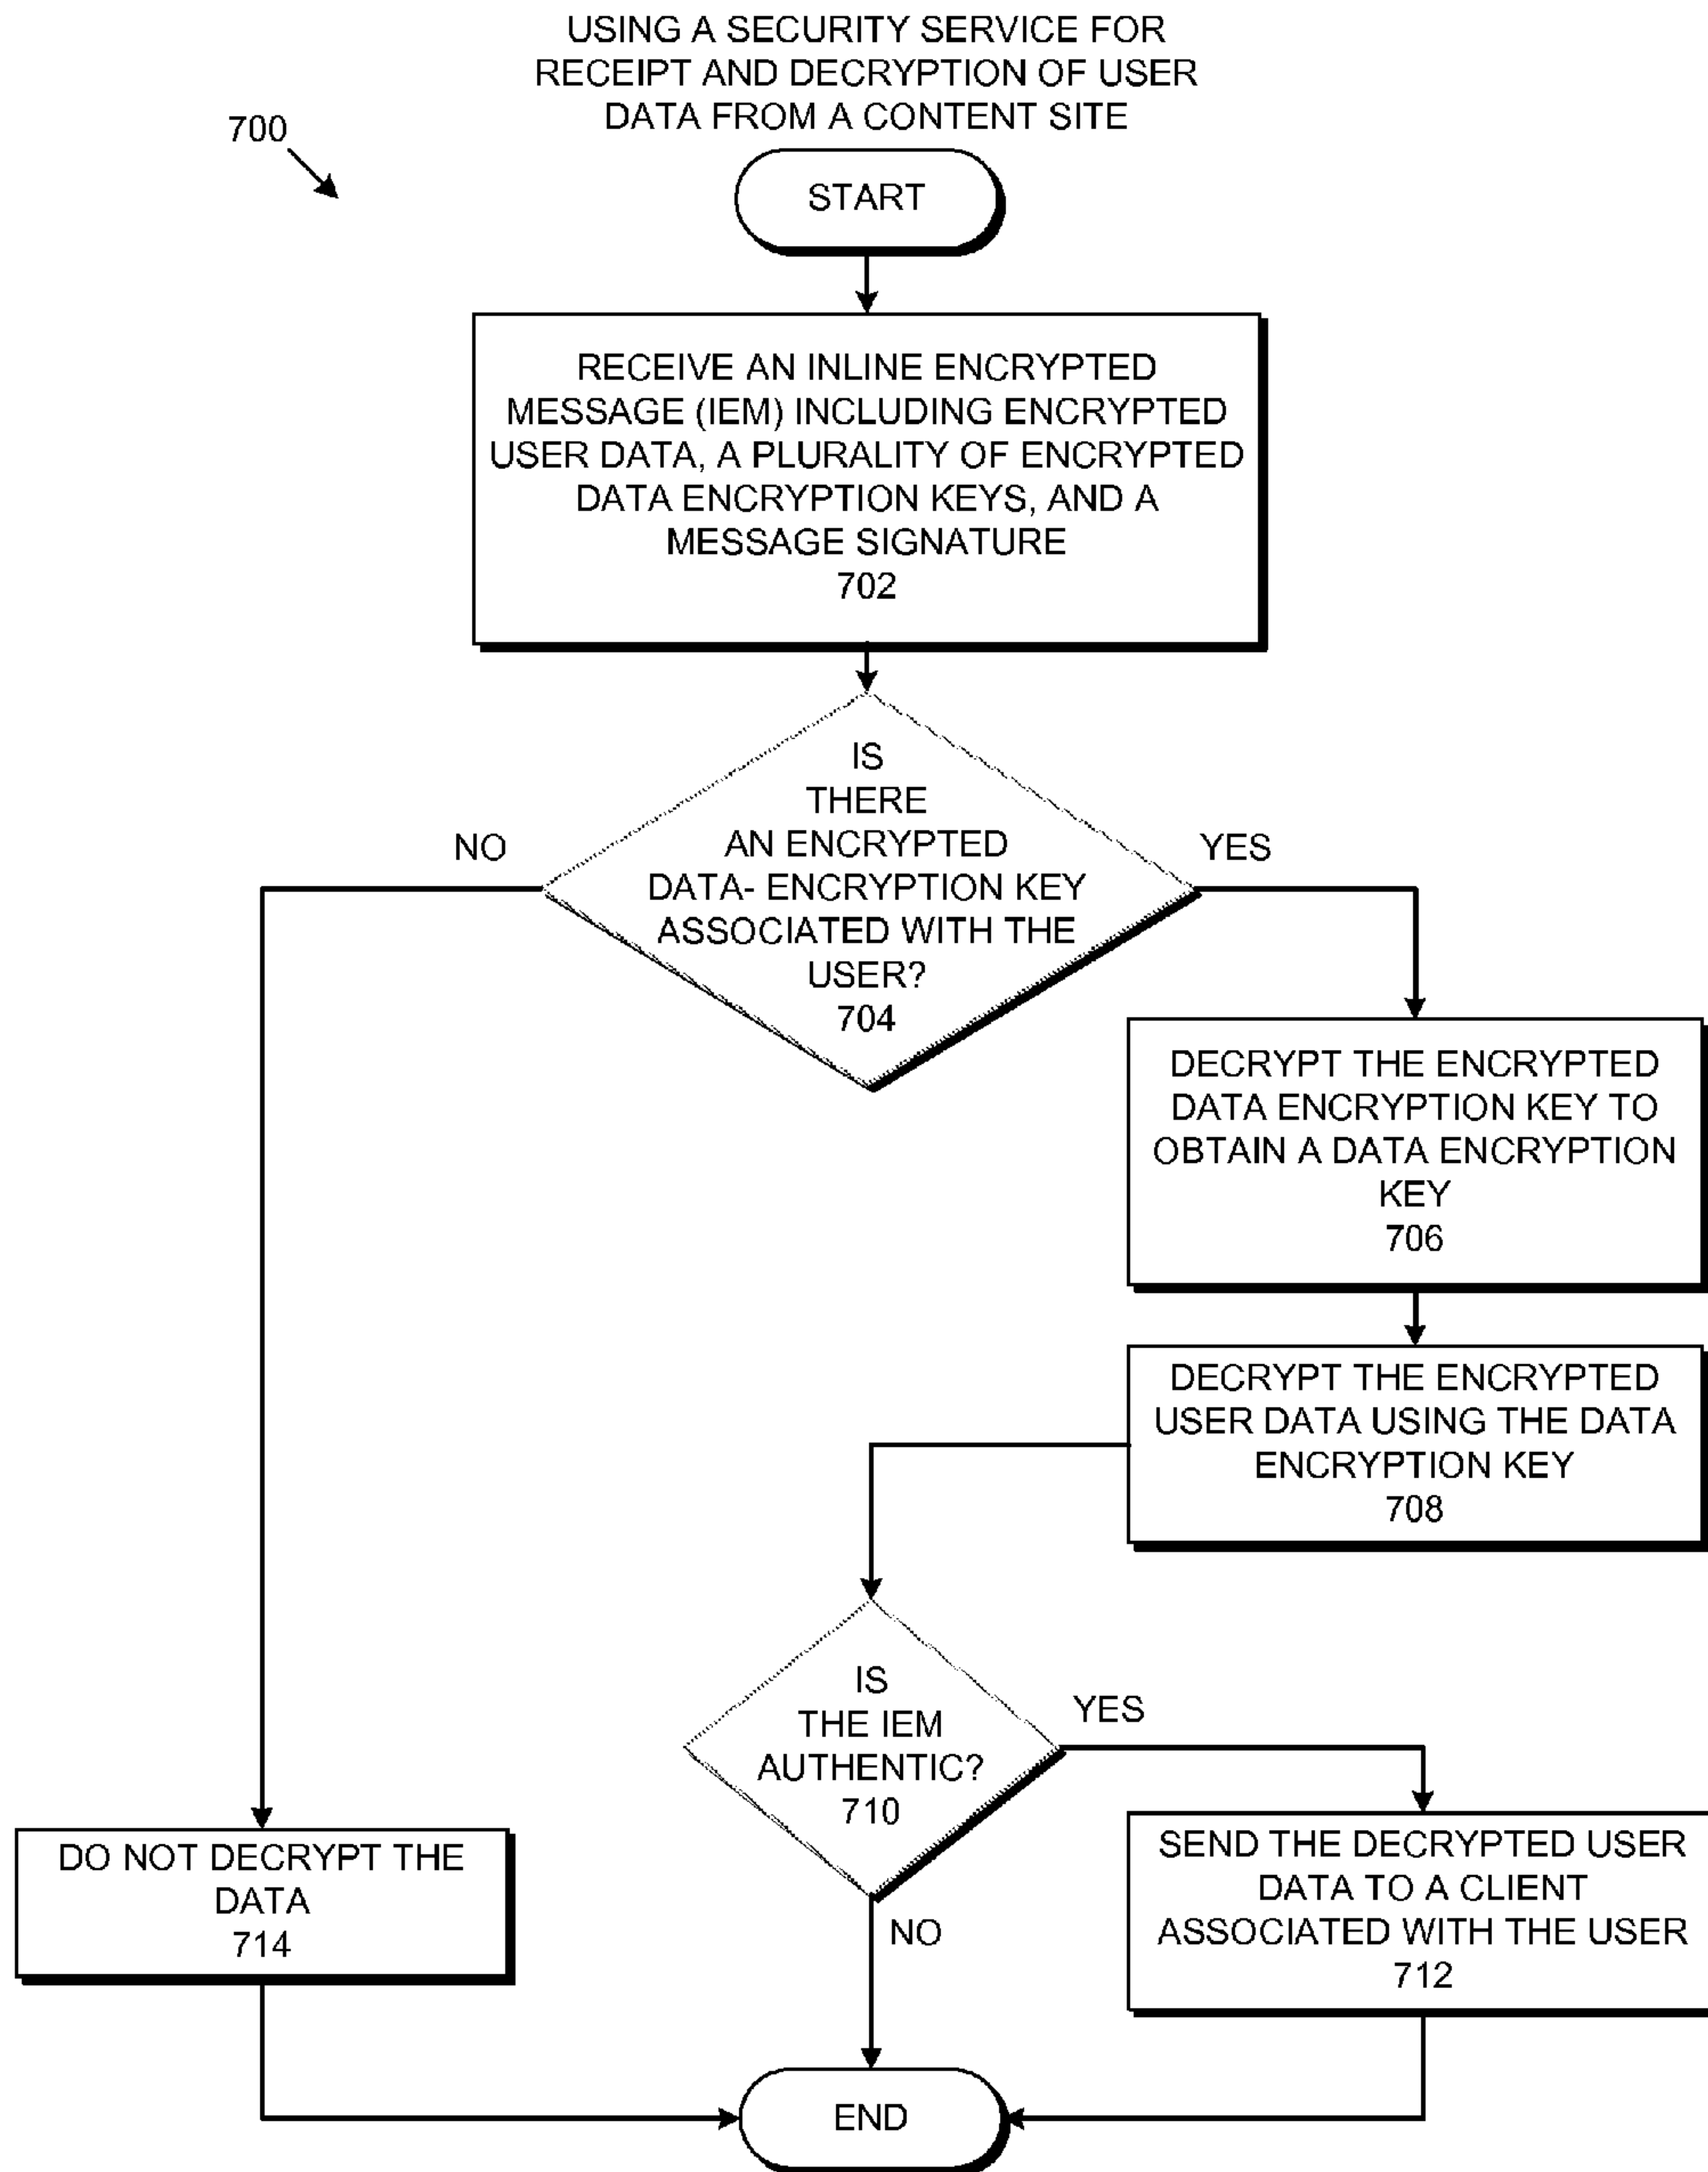 USING A SECURITY SERVICE FOR
RECEIPT AND DECRYPTION OF USER
DATA FROM A CONTENT SITE
700
START
RECEIVE AN INLINE ENCRYPTED
MESSAGE (IEM) INCLUDING ENCRYPTED
USER DATA, A PLURALITY OF ENCRYPTED
DATA ENCRYPTION KEYS, AND A
MESSAGE SIGNATURE
702
IS
THERE
AN ENCRYPTED
DATA- ENCRYPTION KEY
ASSOCIATED WITH THE
USER?
704
NO
YES
DECRYPT THE ENCRYPTED
DATA ENCRYPTION KEY TO
OBTAIN A DATA ENCRYPTION
KEY
706
DECRYPT THE ENCRYPTED
USER DATA USING THE DATA
ENCRYPTION KEY
708
IS
THE IEM
AUTHENTIC?
710
YES
NO
SEND THE DECRYPTED USER
DATA TO A CLIENT
ASSOCIATED WITH THE USER
712
DO NOT DECRYPT THE
DATA
714
END